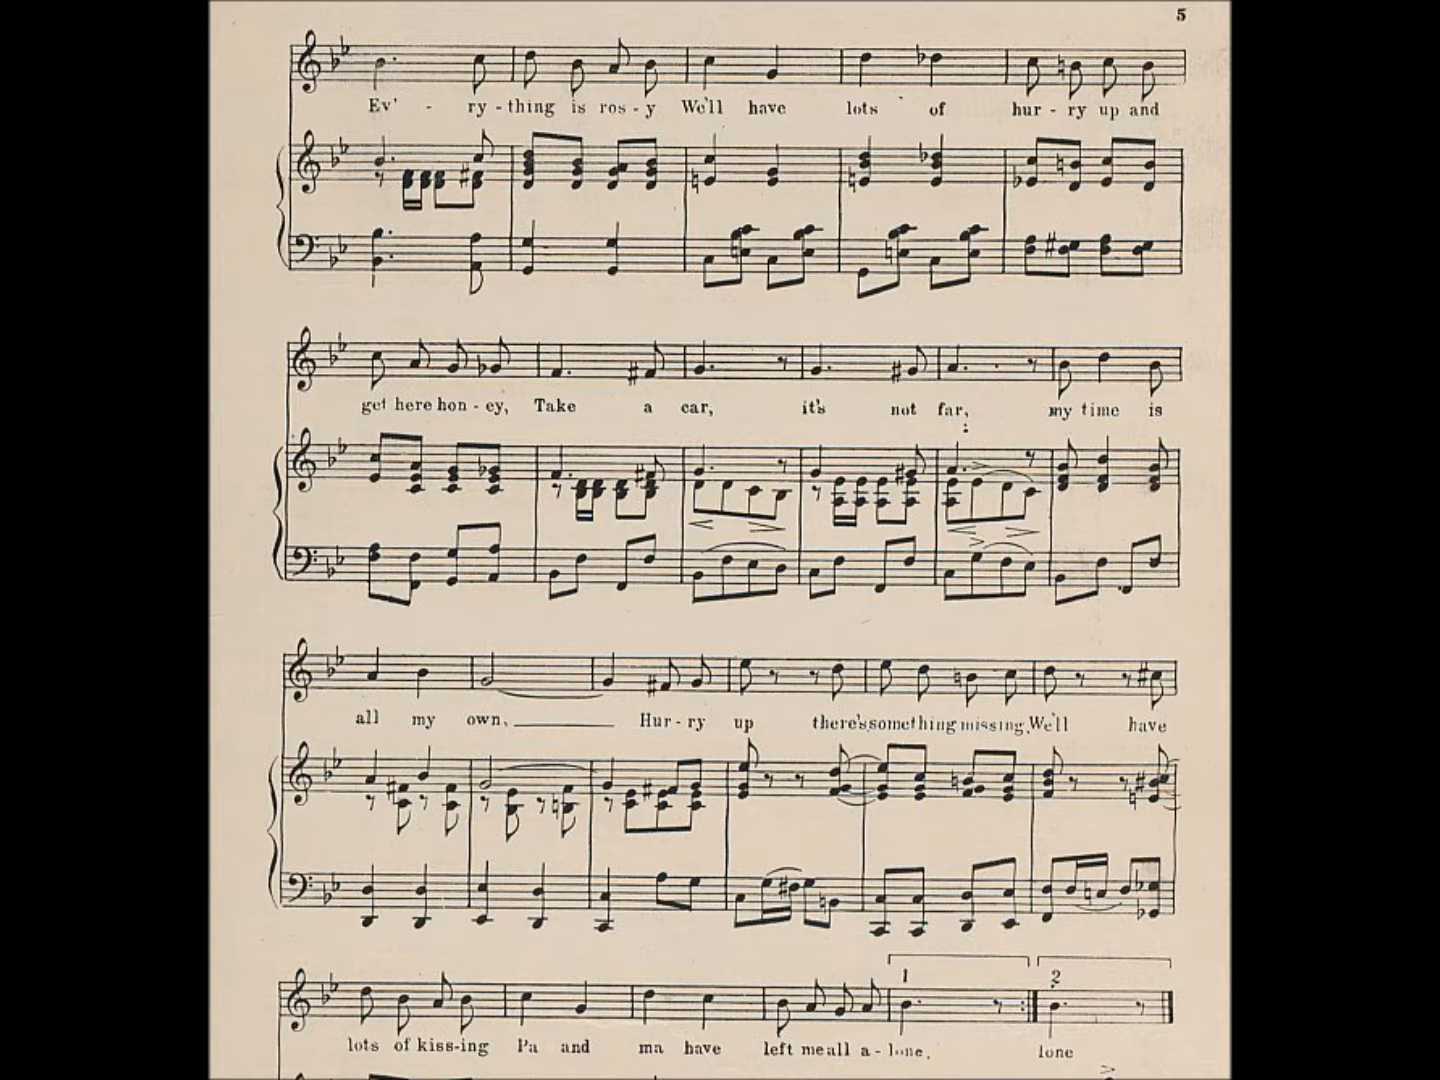 5
Ev' - ry - thing is ros - y We'll have lots of hur - ry up and
get here hon - ey, Take a car, it's not far, my time is
all my own, Hur - ry up there's something missing, We'll have
1 2
lots of kiss-ing Pa and ma have left me all a - lone. lone